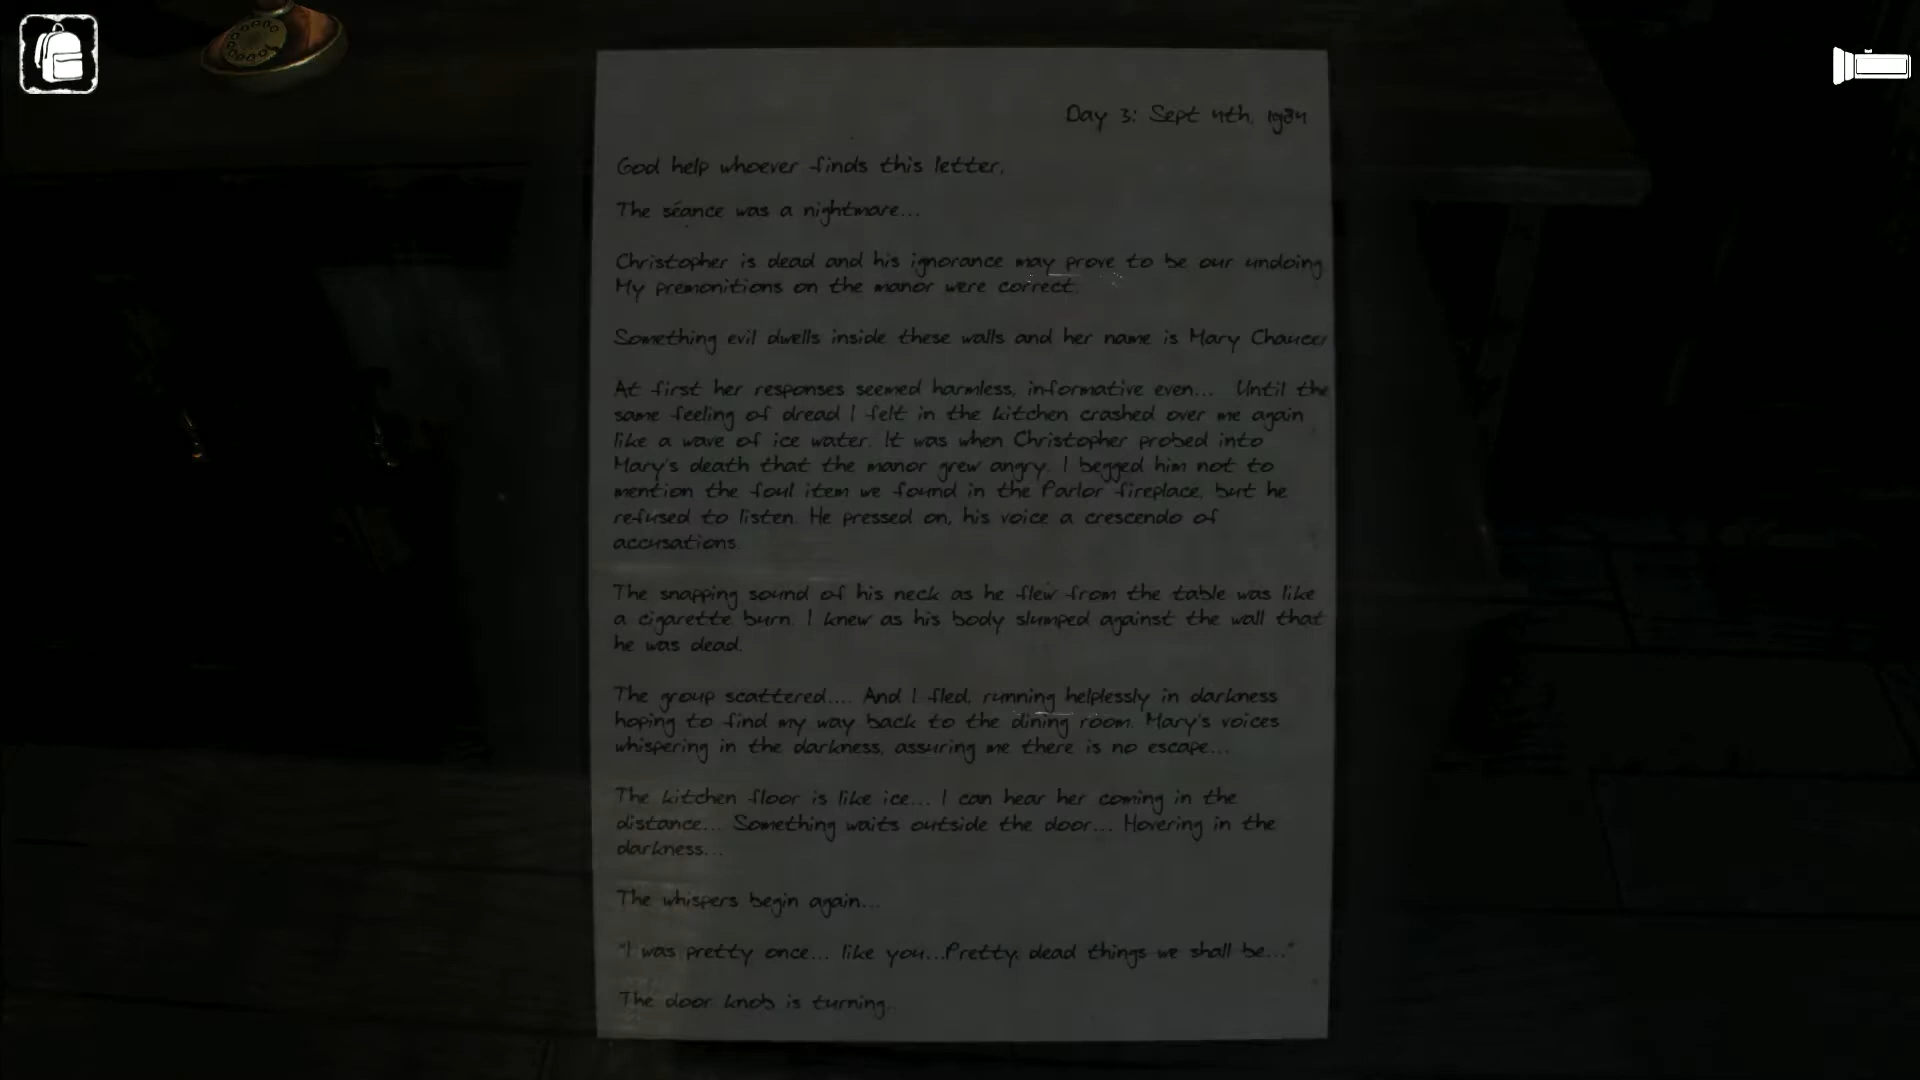 Day 3: Sept 4th, 1984
God help whoever finds this letter,
The séance was a nightmare...
Christopher is dead and his ignorance may prove to be our undoing
My premonitions on the manor were correct.
Something evil dwells inside these walls and her name is Mary Chaucer
At first her responses seemed harmless, informative even... Until the
same feeling of dread I felt in the kitchen crashed over me again
like a wave of ice water. It was when Christopher probed into
Mary's death that the manor grew angry. I begged him not to
mention the foul item we found in the Parlor fireplace, but he
refused to listen. He pressed on, his voice a crescendo of
accusations.
The snapping sound of his neck as he flew from the table was like
a cigarette burn. I knew as his body slumped against the wall that
he was dead.
The group scattered.... And I fled, running helplessly in darkness
hoping to find my way back to the dining room. Mary's voices
whispering in the darkness, assuring me there is no escape...
The kitchen floor is like ice... I can hear her coming in the
distance... Something waits outside the door... Hovering in the
darkness...
The whispers begin again...
"I was pretty once... like you...Pretty, dead things we shall be..."
The door knob is turning.